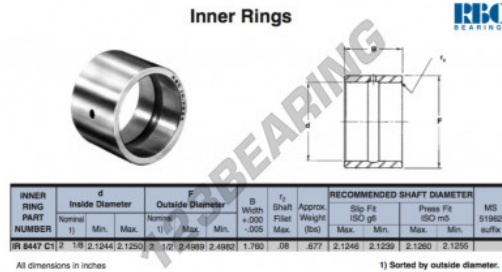 Inner Rings
RBC
BEARINGS
B
r₂
d
F
INNER RING PART NUMBER
d Inside Diameter
F Outside Diameter
B Width +.000 -.005
r₂ Shaft Fillet Max.
Approx. Weight (lbs)
RECOMMENDED SHAFT DIAMETER
Slip Fit ISO g6
Press Fit ISO m5
MS 51962 suffix
Nominal 1) Min. Max. Nominal 1) Min. Max. Max. Min. Max. Min.
IR 8447 C1 2 1/8 2.1244 2.1250 2 1/2 2.4989 2.4982 1.760 .08 .677 2.1246 2.1239 2.1260 2.1255
All dimensions in inches
1) Sorted by outside diameter.
123BEARING